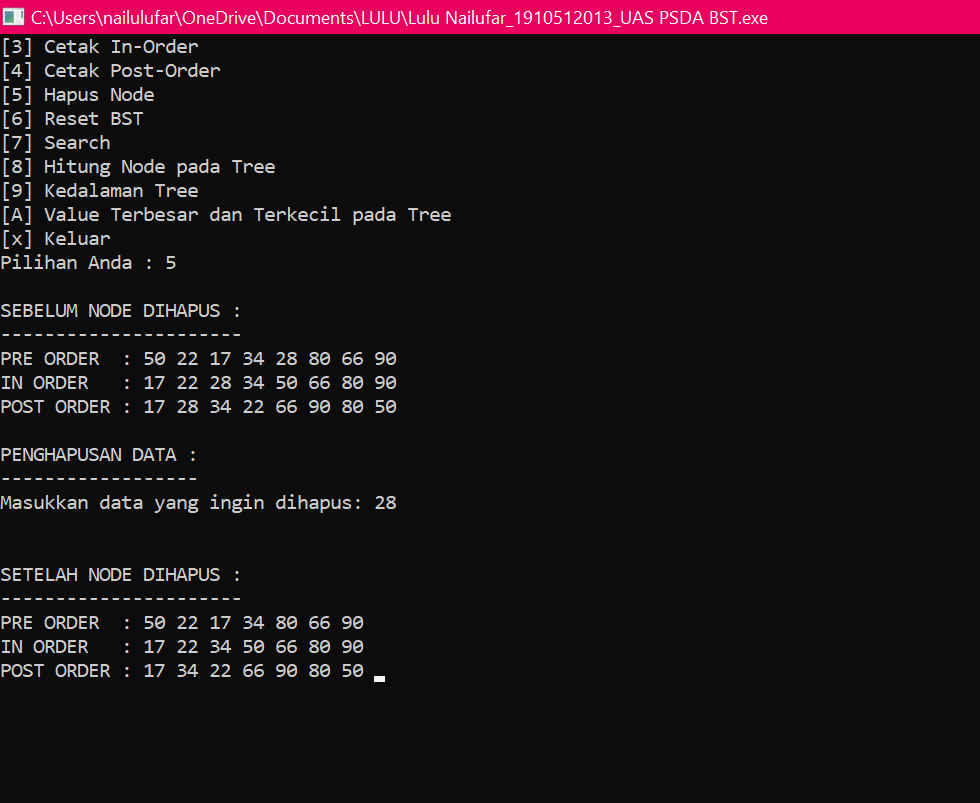 C:\Users\nailulufar\OneDrive\Documents\LULU\Lulu Nailufar_1910512013_UAS PSDA BST.exe
[3] Cetak In-Order
[4] Cetak Post-Order
[5] Hapus Node
[6] Reset BST
[7] Search
[8] Hitung Node pada Tree
[9] Kedalaman Tree
[A] Value Terbesar dan Terkecil pada Tree
[x] Keluar
Pilihan Anda : 5
SEBELUM NODE DIHAPUS :
----------------------
PRE ORDER  : 50 22 17 34 28 80 66 90
IN ORDER   : 17 22 28 34 50 66 80 90
POST ORDER : 17 28 34 22 66 90 80 50
PENGHAPUSAN DATA :
------------------
Masukkan data yang ingin dihapus: 28
SETELAH NODE DIHAPUS :
----------------------
PRE ORDER  : 50 22 17 34 80 66 90
IN ORDER   : 17 22 34 50 66 80 90
POST ORDER : 17 34 22 66 90 80 50